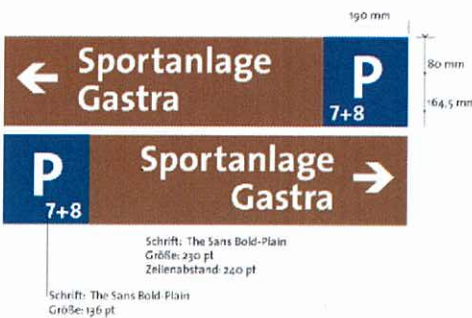 190 mm
← Sportanlage
Gastra
P
7+8
80 mm
164,5 mm
P
7+8
Sportanlage →
Gastra
Schrift: The Sans Bold-Plain
Größe: 230 pt
Zeilenabstand: 240 pt
Schrift: The Sans Bold-Plain
Größe: 136 pt